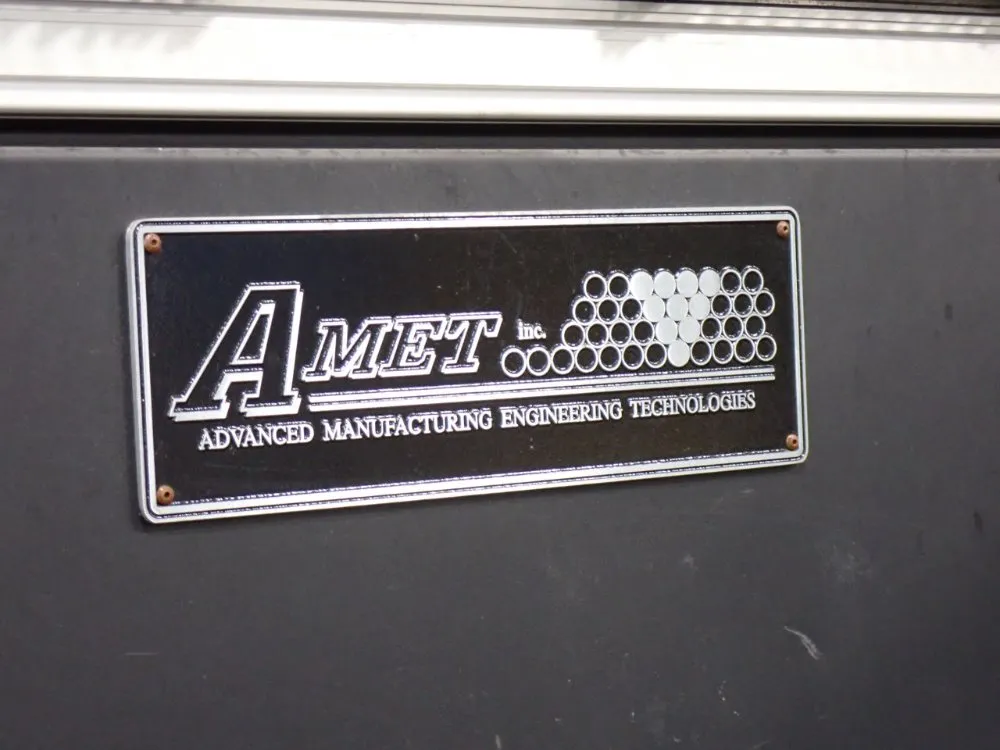 AMET inc.
ADVANCED MANUFACTURING ENGINEERING TECHNOLOGIES